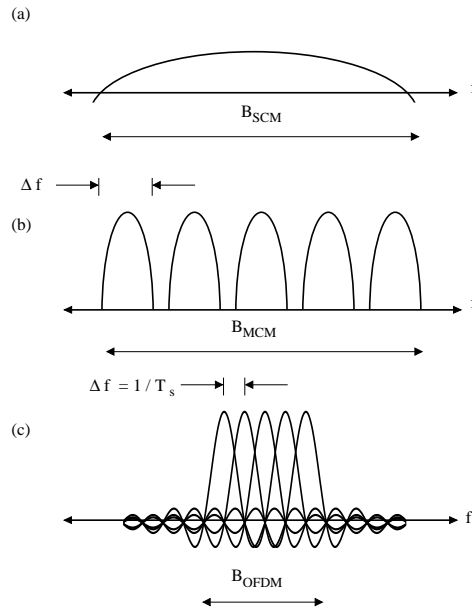 (a)
f
B_SCM
Δ f
(b)
f
B_MCM
Δ f = 1 / T_s
(c)
f
B_OFDM